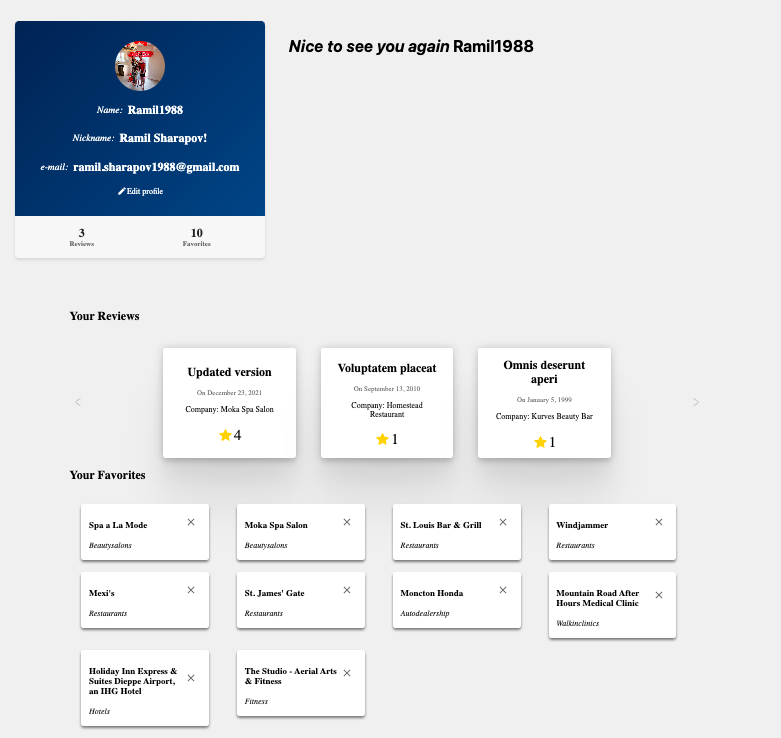 Nice to see you again Ramil1988
Name: Ramil1988
Nickname: Ramil Sharapov!
e-mail: ramil.sharapov1988@gmail.com
Edit profile
3
Reviews
10
Favorites
Your Reviews
Updated version
On December 23, 2021
Company: Moka Spa Salon
4
Voluptatem placeat
On September 13, 2010
Company: Homestead
Restaurant
1
Omnis deserunt
aperi
On January 5, 1999
Company: Kurves Beauty Bar
1
Your Favorites
Spa a La Mode
Beautysalons
Moka Spa Salon
Beautysalons
St. Louis Bar & Grill
Restaurants
Windjammer
Restaurants
Mexi's
Restaurants
St. James' Gate
Restaurants
Moncton Honda
Autodealership
Mountain Road After
Hours Medical Clinic
Walkinclinics
Holiday Inn Express &
Suites Dieppe Airport,
an IHG Hotel
Hotels
The Studio - Aerial Arts
& Fitness
Fitness